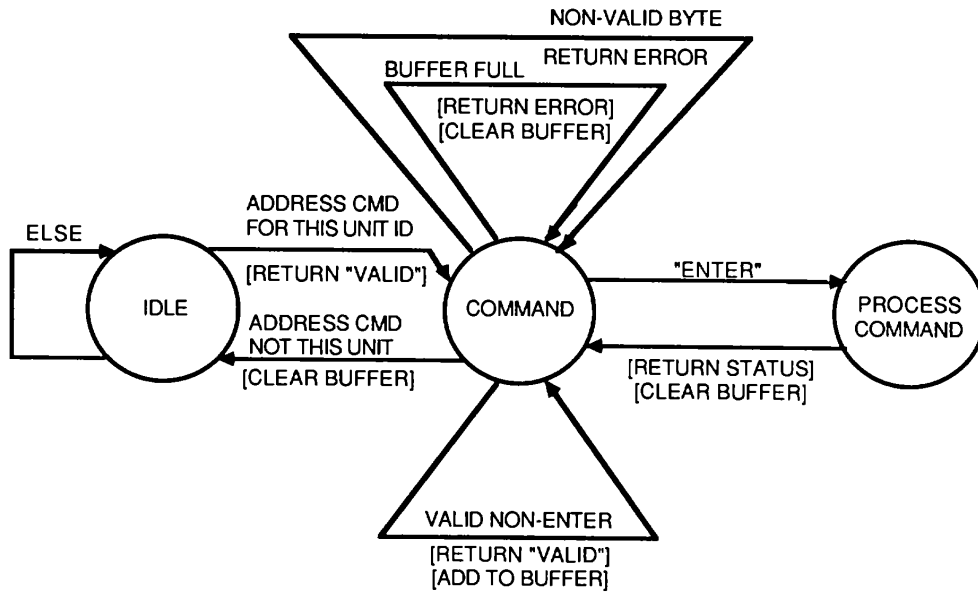 NON-VALID BYTE
RETURN ERROR
BUFFER FULL
[RETURN ERROR]
[CLEAR BUFFER]
ADDRESS CMD
FOR THIS UNIT ID
[RETURN "VALID"]
ELSE
IDLE
COMMAND
"ENTER"
PROCESS
COMMAND
ADDRESS CMD
NOT THIS UNIT
[CLEAR BUFFER]
[RETURN STATUS]
[CLEAR BUFFER]
VALID NON-ENTER
[RETURN "VALID"]
[ADD TO BUFFER]